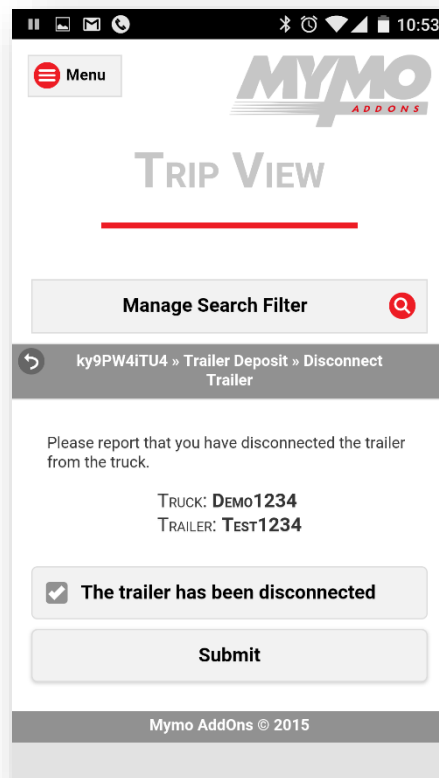 10:53
Menu
MYMO
ADDONS
TRIP VIEW
Manage Search Filter
ky9PW4iTU4 » Trailer Deposit » Disconnect
Trailer
Please report that you have disconnected the trailer
from the truck.
TRUCK: DEMO1234
TRAILER: TEST1234
The trailer has been disconnected
Submit
Mymo AddOns © 2015